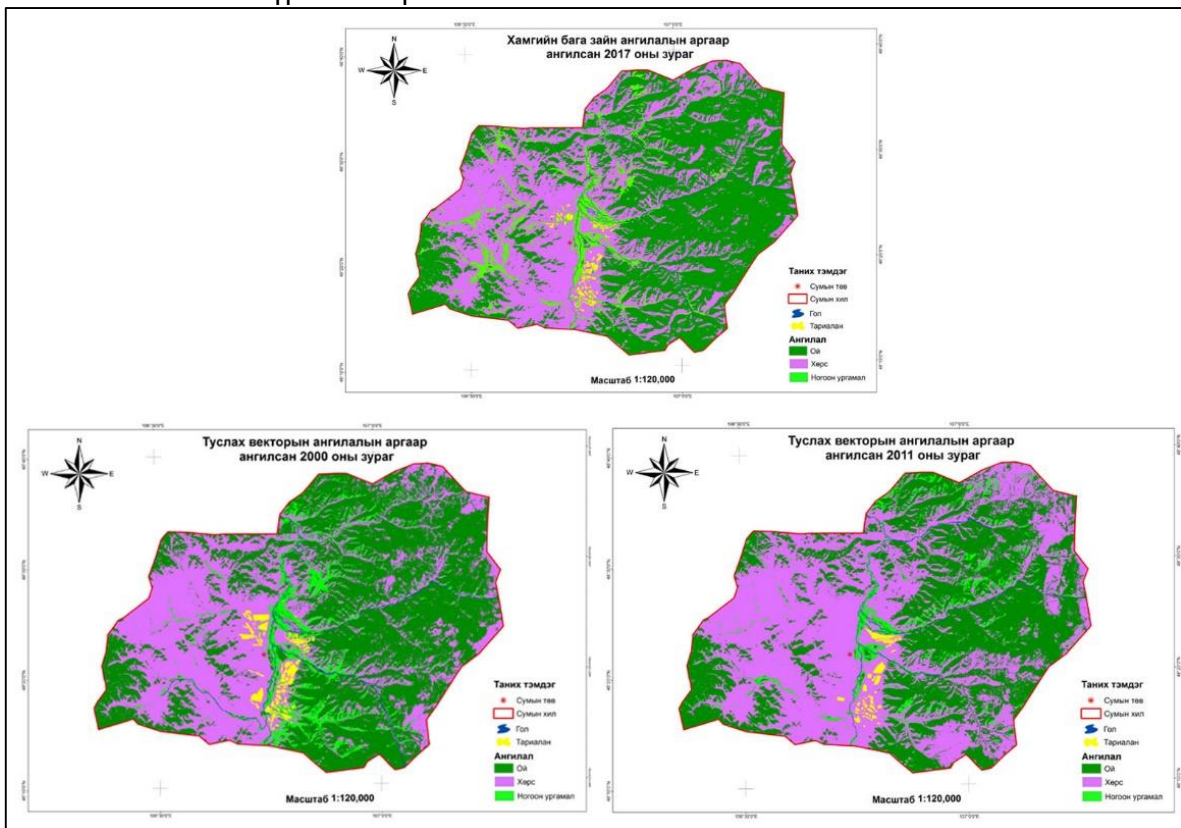 Хамгийн бага зайн ангилалын аргаар
ангилсан 2017 оны зураг
N
W
E
S
Таних тэмдэг
Сумын төв
Сумын хил
Гол
Тариалан
Ангилал
Ой
Хөрс
Ногоон ургамал
Масштаб 1:120,000
Туслах векторын ангилалын аргаар
ангилсан 2000 оны зураг
N
W
E
S
Таних тэмдэг
Сумын төв
Сумын хил
Гол
Тариалан
Ангилал
Ой
Хөрс
Ногоон ургамал
Масштаб 1:120,000
Туслах векторын ангилалын аргаар
ангилсан 2011 оны зураг
N
W
E
S
Таних тэмдэг
Сумын төв
Сумын хил
Гол
Тариалан
Ангилал
Ой
Хөрс
Ногоон ургамал
Масштаб 1:120,000